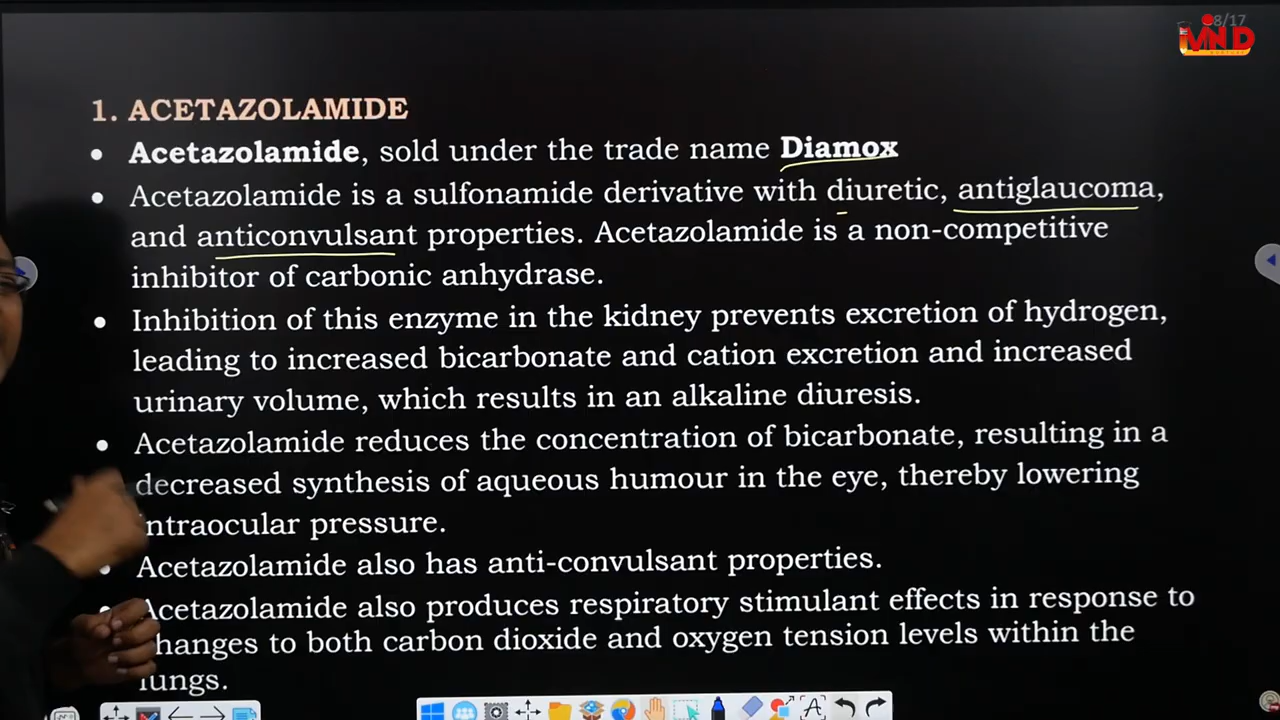 8/17
MIND
1. ACETAZOLAMIDE
• Acetazolamide, sold under the trade name Diamox
• Acetazolamide is a sulfonamide derivative with diuretic, antiglaucoma,
and anticonvulsant properties. Acetazolamide is a non-competitive
inhibitor of carbonic anhydrase.
• Inhibition of this enzyme in the kidney prevents excretion of hydrogen,
leading to increased bicarbonate and cation excretion and increased
urinary volume, which results in an alkaline diuresis.
• Acetazolamide reduces the concentration of bicarbonate, resulting in a
decreased synthesis of aqueous humour in the eye, thereby lowering
intraocular pressure.
• Acetazolamide also has anti-convulsant properties.
• Acetazolamide also produces respiratory stimulant effects in response to
changes to both carbon dioxide and oxygen tension levels within the
lungs.